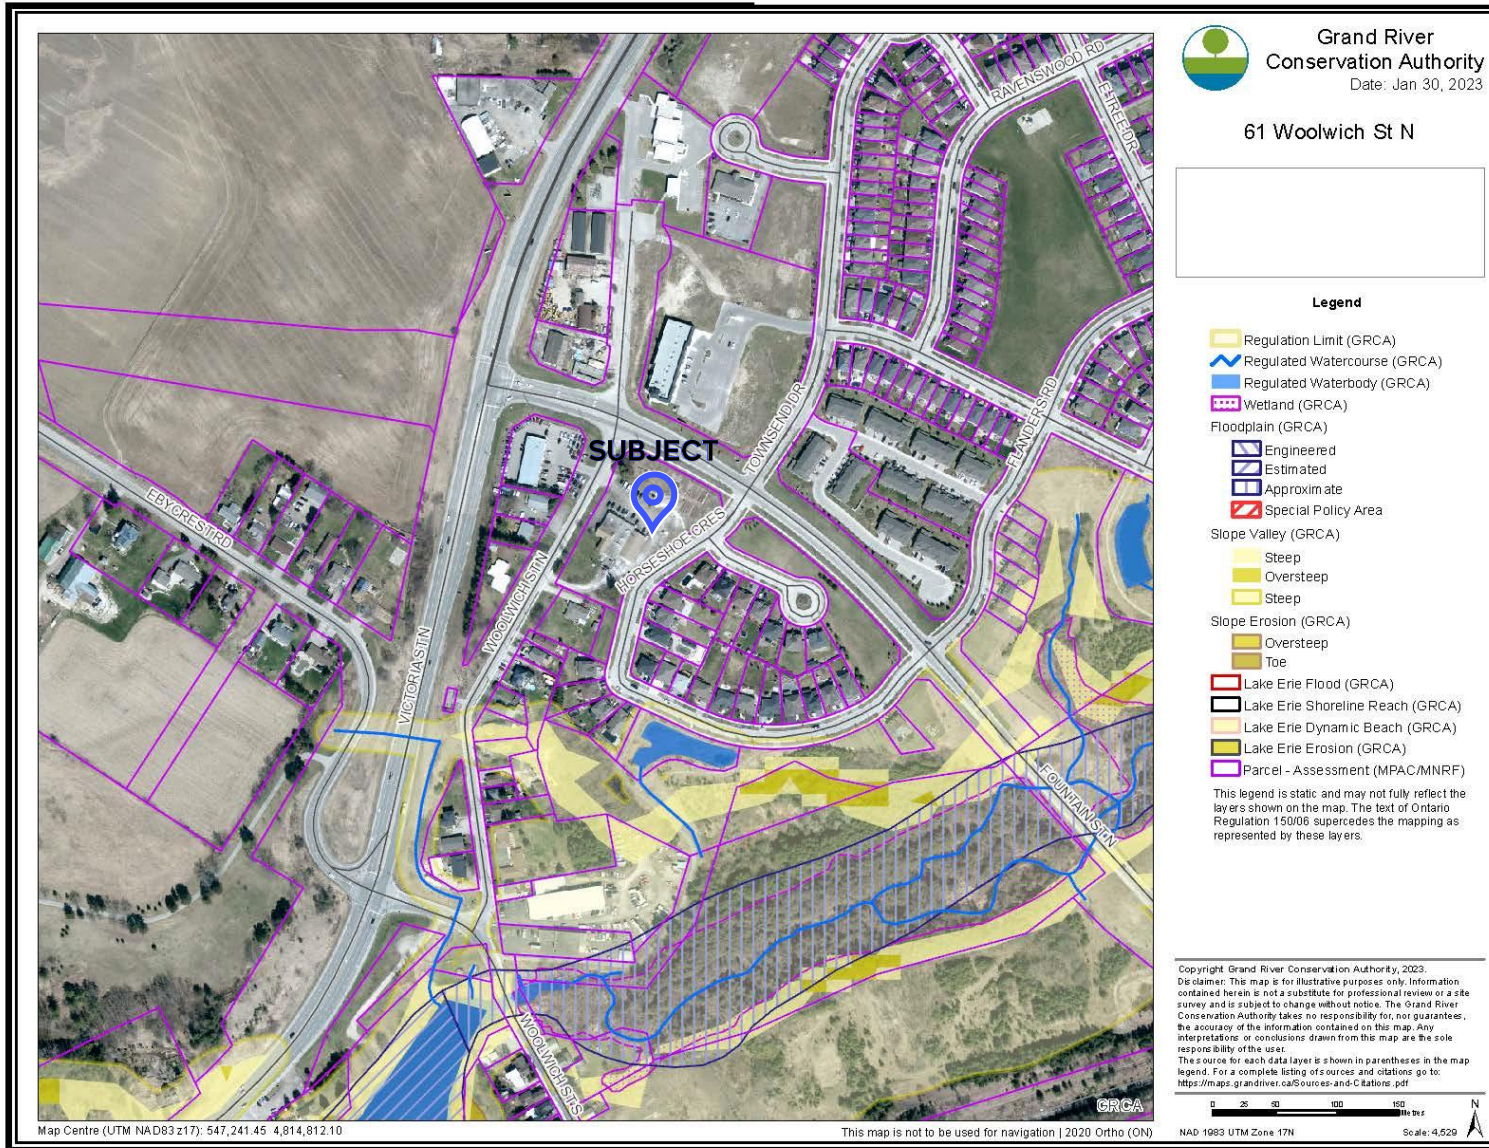 Grand River
Conservation Authority
Date: Jan 30, 2023
61 Woolwich St N
RAVENSWOOD RD
E-TREE-DR
TOWNSEND DR
FLANDERS RD
SUBJECT
HORSESHOE CRES
EBYCREST RD
VICTORIA ST N
WOOLWICH ST N
FOUNTAIN ST N
WOOLWICH ST S
GRCA
Legend
Regulation Limit (GRCA)
Regulated Watercourse (GRCA)
Regulated Waterbody (GRCA)
Wetland (GRCA)
Floodplain (GRCA)
Engineered
Estimated
Approximate
Special Policy Area
Slope Valley (GRCA)
Steep
Oversteep
Steep
Slope Erosion (GRCA)
Oversteep
Toe
Lake Erie Flood (GRCA)
Lake Erie Shoreline Reach (GRCA)
Lake Erie Dynamic Beach (GRCA)
Lake Erie Erosion (GRCA)
Parcel - Assessment (MPAC/MNRF)
This legend is static and may not fully reflect the
layers shown on the map. The text of Ontario
Regulation 150/06 supercedes the mapping as
represented by these layers.
Copyright Grand River Conservation Authority, 2023.
Disclaimer: This map is for illustrative purposes only. Information
contained herein is not a substitute for professional review or a site
survey and is subject to change without notice. The Grand River
Conservation Authority takes no responsibility for, nor guarantees,
the accuracy of the information contained on this map. Any
interpretations or conclusions drawn from this map are the sole
responsibility of the user.
The source for each data layer is shown in parentheses in the map
legend. For a complete listing of sources and citations go to:
https://maps.grandriver.ca/Sources-and-Citations.pdf
0 25 50 100 150
Metres
N
NAD 1983 UTM Zone 17N Scale: 4,529
Map Centre (UTM NAD83 z17): 547,241.45 4,814,812.10
This map is not to be used for navigation | 2020 Ortho (ON)